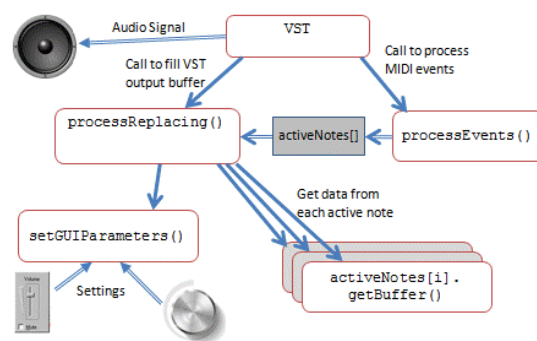 Audio Signal
VST
Call to fill VST
output buffer
Call to process
MIDI events
processReplacing()
activeNotes[]
processEvents()
Get data from
each active note
setGUIParameters()
activeNotes[i].
getBuffer()
Volume
Settings
Mute